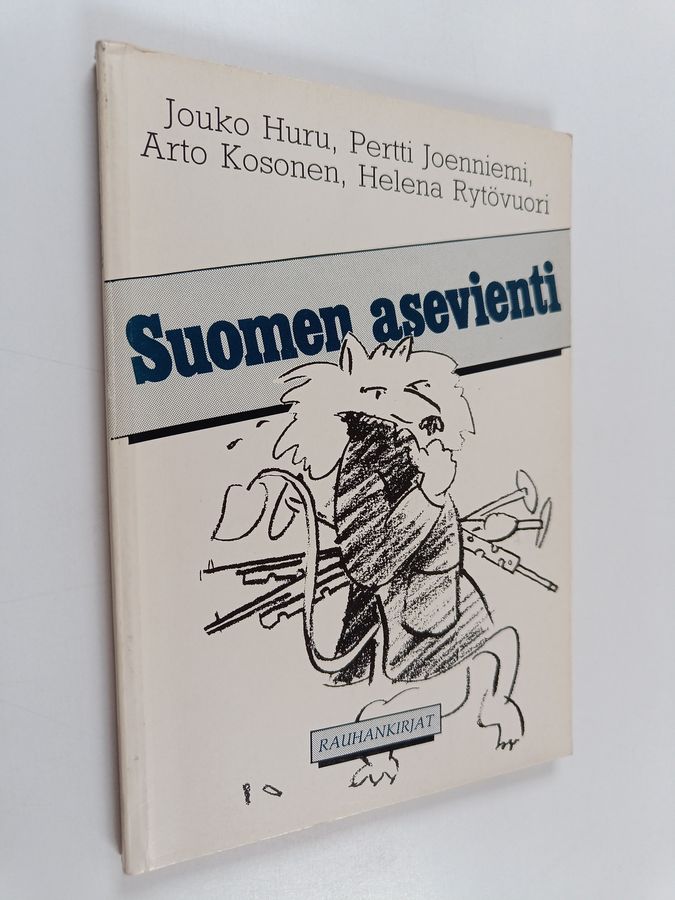 Jouko Huru, Pertti Joenniemi,
Arto Kosonen, Helena Rytövuori
Suomen asevienti
RAUHANKIRJAT